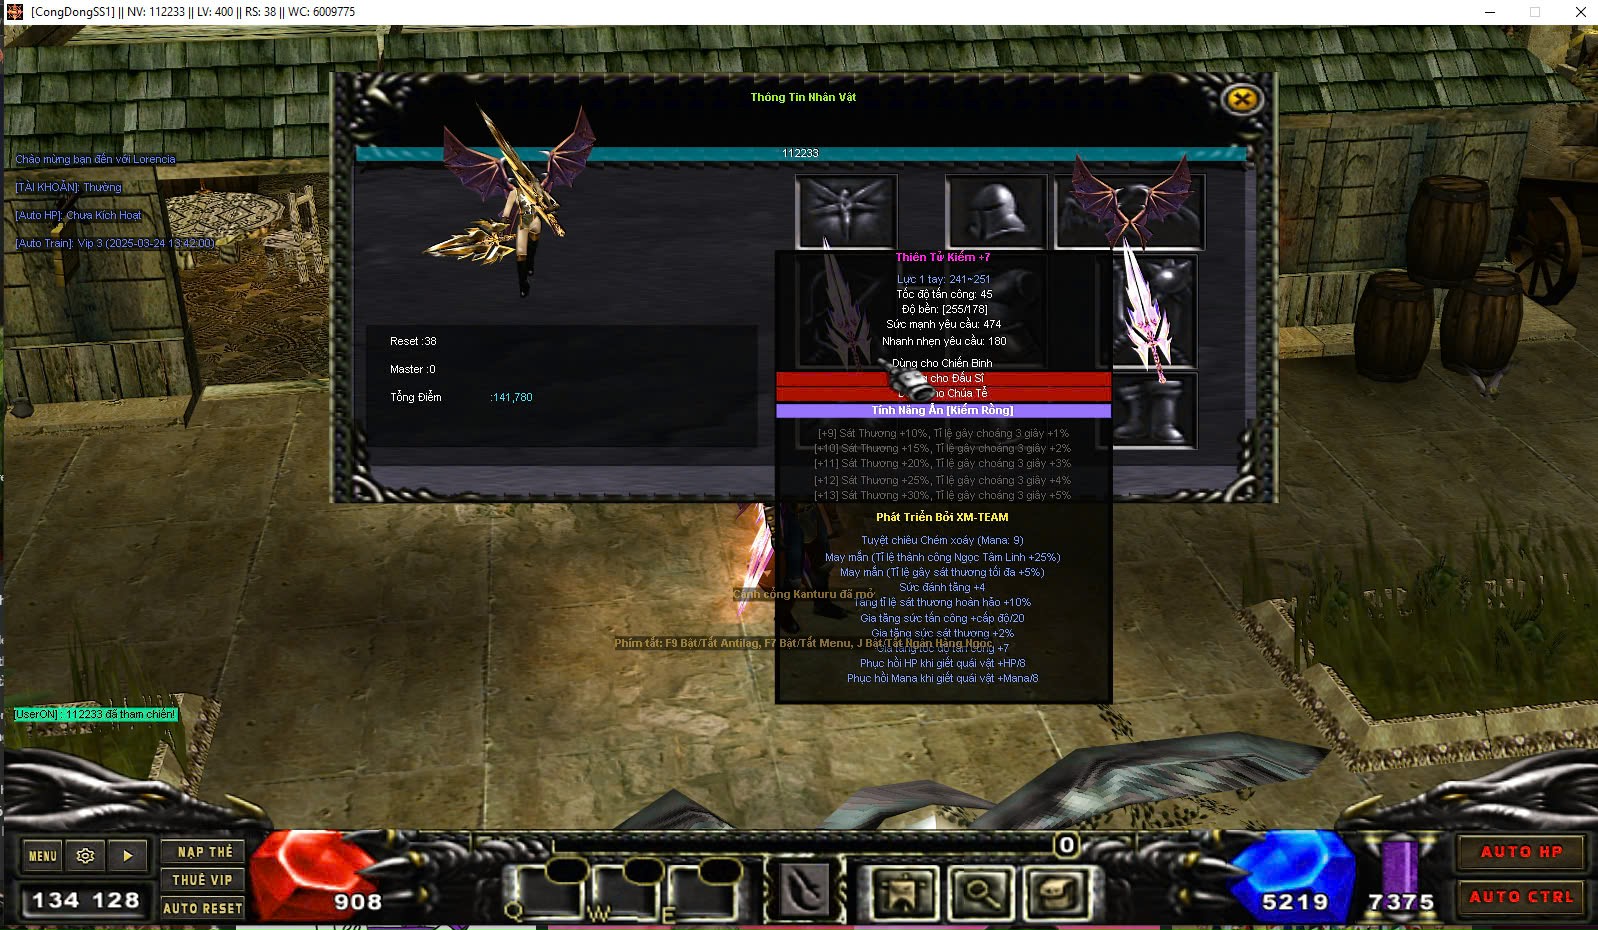 [CongDongSS1] || NV: 112233 || LV: 400 || RS: 38 || WC: 6009775
Thông Tin Nhân Vật
112233
Chào mừng bạn đến với Lorencia
[TÀI KHOẢN]: Thường
[Auto HP]: Chưa Kích Hoạt
[Auto Train]: Vip 3 (2025-03-24 13:42:00)
Reset :38
Master :0
Tổng Điểm :141,780
Thiên Tử Kiếm +7
Lực 1 tay: 241~251
Tốc độ tấn công: 45
Độ bền: [255/178]
Sức mạnh yêu cầu: 474
Nhanh nhẹn yêu cầu: 180
Dùng cho Chiến Binh
cho Đấu Sĩ
cho Chúa Tể
Tính Năng Ẩn [Kiếm Rồng]
[+9] Sát Thương +10%, Tỉ lệ gây choáng 3 giây +1%
[+10] Sát Thương +15%, Tỉ lệ gây choáng 3 giây +2%
[+11] Sát Thương +20%, Tỉ lệ gây choáng 3 giây +3%
[+12] Sát Thương +25%, Tỉ lệ gây choáng 3 giây +4%
[+13] Sát Thương +30%, Tỉ lệ gây choáng 3 giây +5%
Phát Triển Bởi XM-TEAM
Tuyệt chiêu Chém xoáy (Mana: 9)
May mắn (Tỉ lệ thành công Ngọc Tâm Linh +25%)
May mắn (Tỉ lệ gây sát thương tối đa +5%)
Sức đánh tăng +4
Cánh cổng Kanturu đã mở
Tăng tỉ lệ sát thương hoàn hảo +10%
Gia tăng sức tấn công +cấp độ/20
Gia tăng sức sát thương +2%
Phím tắt: F9 Bật/Tắt Antilag, F7 Bật/Tắt Menu, J Bật/Tắt Ngân Hàng Ngọc
Gia tăng tốc độ tấn công +7
Phục hồi HP khi giết quái vật +HP/8
Phục hồi Mana khi giết quái vật +Mana/8
[UserON] : 112233 đã tham chiến!
0
MENU
NẠP THẺ
THUÊ VIP
AUTO RESET
134 128
908
Q
W
E
5219
7375
AUTO HP
AUTO CTRL